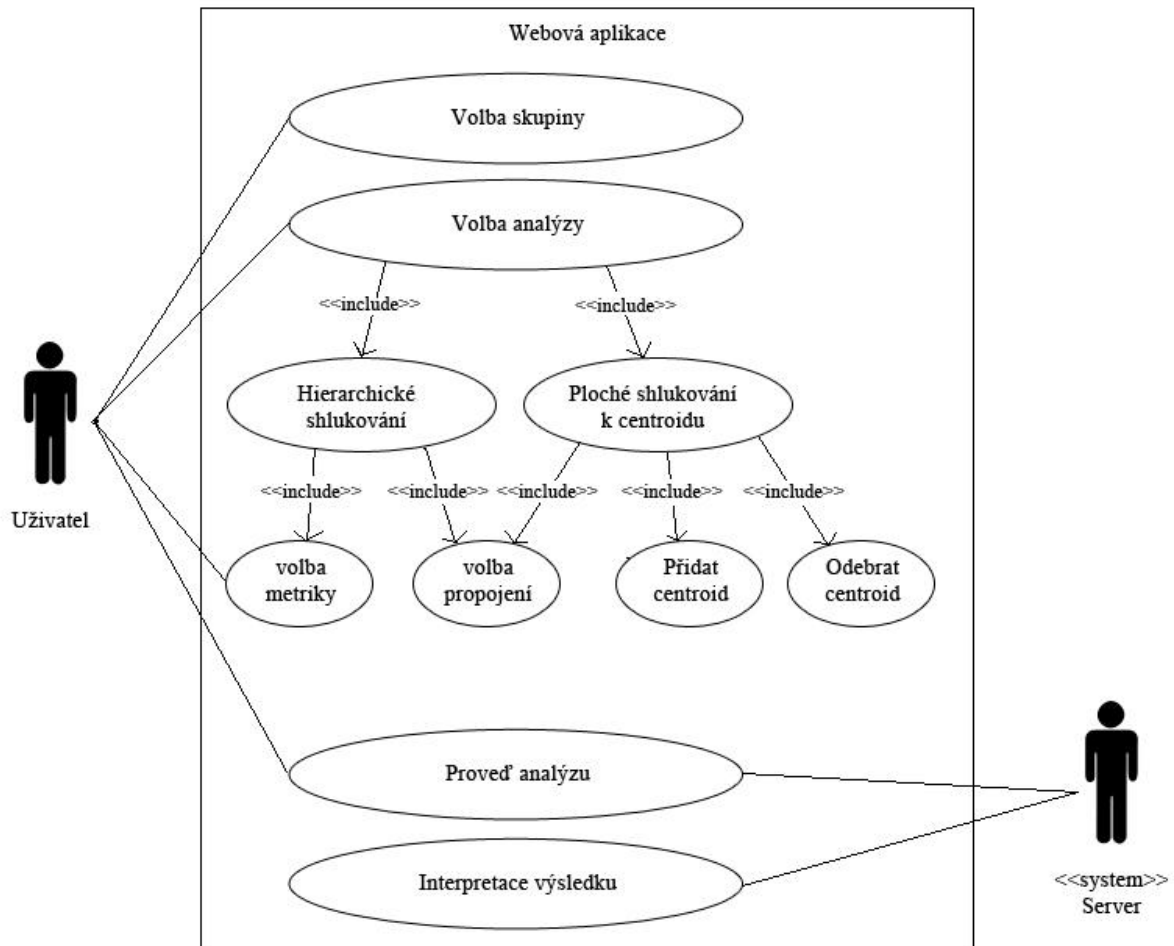 Webová aplikace
Volba skupiny
Volba analýzy
<<include>>
<<include>>
Hierarchické
shlukování
Ploché shlukování
k centroidu
<<include>>
<<include>>
<<include>>
<<include>>
<<include>>
Uživatel
volba
metriky
volba
propojení
Přidat
centroid
Odebrat
centroid
Proveď analýzu
Interpretace výsledku
<<system>>
Server